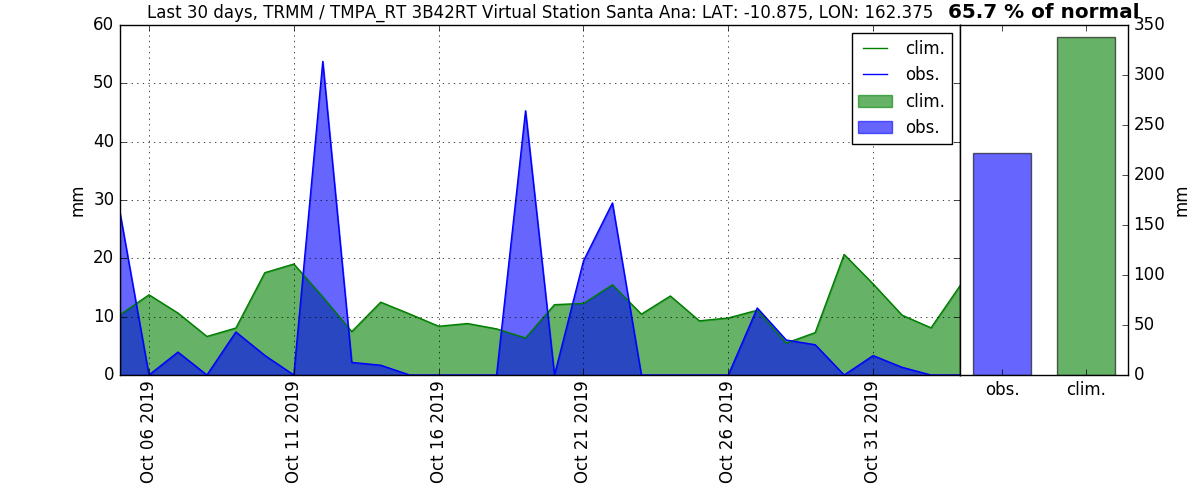 Last 30 days, TRMM / TMPA_RT 3B42RT Virtual Station Santa Ana: LAT: -10.875, LON: 162.375
65.7 % of normal
60
50
40
30
20
10
0
mm
clim.
obs.
clim.
obs.
Oct 06 2019
Oct 11 2019
Oct 16 2019
Oct 21 2019
Oct 26 2019
Oct 31 2019
350
300
250
200
150
100
50
0
mm
obs.
clim.